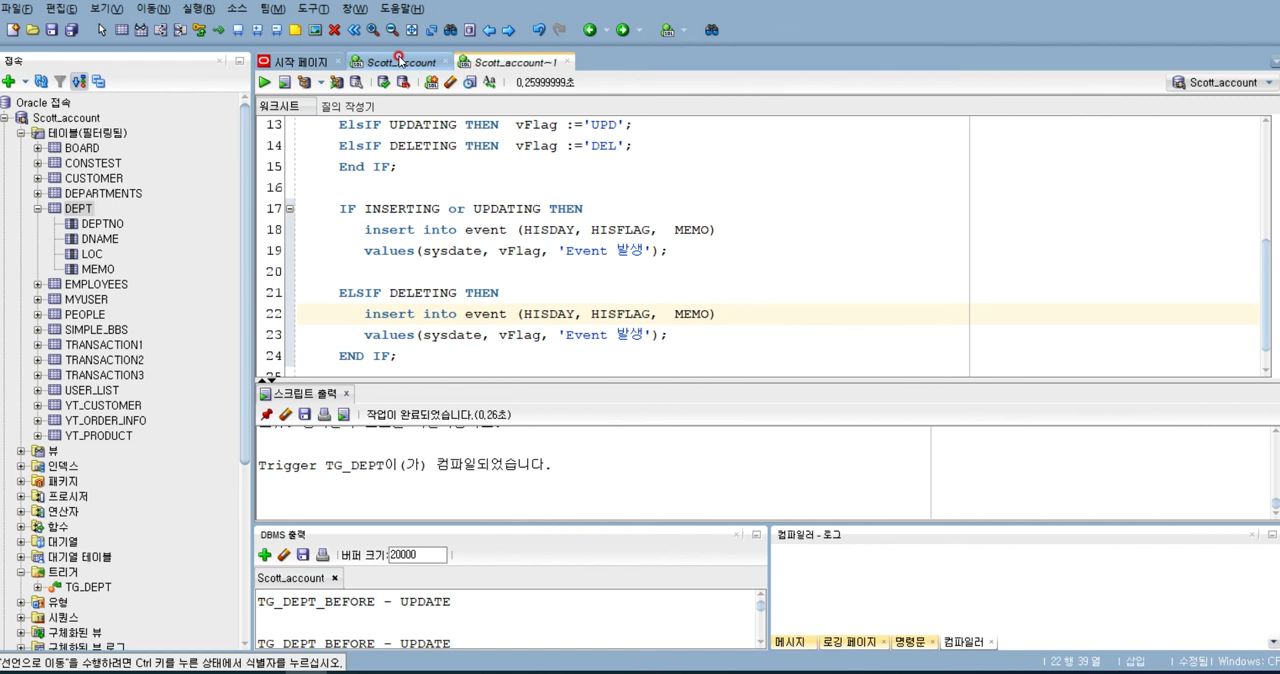 파일(F) 편집(E) 보기(V) 이동(N) 실행(R) 소스 팀(M) 도구(T) 창(W) 도움말(H)
접속
시작 페이지 Scott_account Scott_account~1
0,25999999초
Scott_account
워크시트 질의 작성기
Oracle 접속
Scott_account
테이블(필터링됨)
BOARD
CONSTEST
CUSTOMER
DEPARTMENTS
DEPT
DEPTNO
DNAME
LOC
MEMO
EMPLOYEES
MYUSER
PEOPLE
SIMPLE_BBS
TRANSACTION1
TRANSACTION2
TRANSACTION3
USER_LIST
YT_CUSTOMER
YT_ORDER_INFO
YT_PRODUCT
뷰
인덱스
패키지
프로시저
연산자
함수
대기열
대기열 테이블
트리거
TG_DEPT
유형
시퀀스
구체화된 뷰
구체화된 뷰 로그
13 ElsIF UPDATING THEN vFlag :='UPD';
14 ElsIF DELETING THEN vFlag :='DEL';
15 End IF;
16
17 IF INSERTING or UPDATING THEN
18 insert into event (HISDAY, HISFLAG, MEMO)
19 values(sysdate, vFlag, 'Event 발생');
20
21 ELSIF DELETING THEN
22 insert into event (HISDAY, HISFLAG, MEMO)
23 values(sysdate, vFlag, 'Event 발생');
24 END IF;
스크립트 출력
작업이 완료되었습니다.(0,26초)
Trigger TG_DEPT이(가) 컴파일되었습니다.
DBMS 출력
버퍼 크기: 20000
Scott_account
TG_DEPT_BEFORE - UPDATE
TG_DEPT_BEFORE - UPDATE
컴파일러 - 로그
메시지 로깅 페이지 명령문 컴파일러
"선언으로 이동"을 수행하려면 Ctrl 키를 누른 상태에서 식별자를 누르십시오.
22 행 39 열 삽입 수정됨 Windows: CF